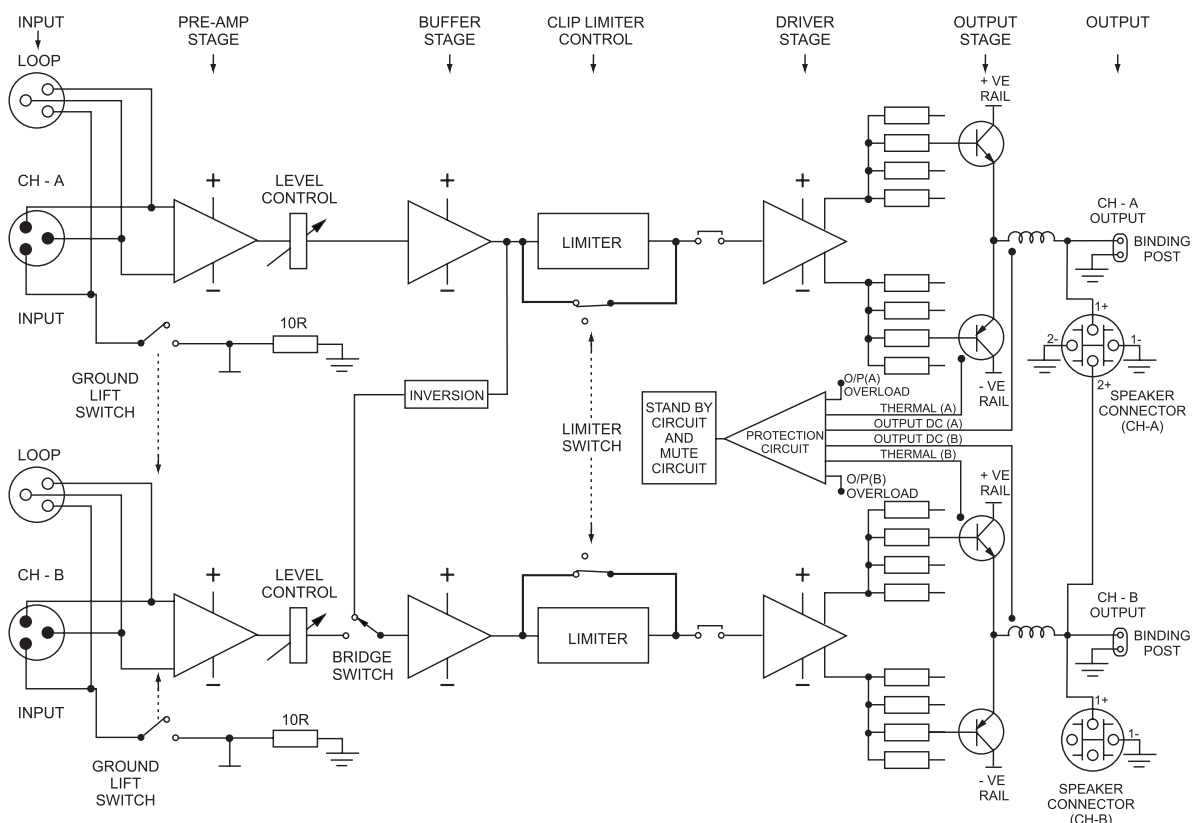 INPUT
PRE-AMP
STAGE
BUFFER
STAGE
CLIP LIMITER
CONTROL
DRIVER
STAGE
OUTPUT
STAGE
OUTPUT
LOOP
+ VE
RAIL
CH - A
+
LEVEL
CONTROL
+
LIMITER
+
CH - A
OUTPUT
BINDING
POST
INPUT
−
−
−
10R
GROUND
LIFT
SWITCH
1+
2-
1-
2+
SPEAKER
CONNECTOR
(CH-A)
- VE
RAIL
INVERSION
LIMITER
SWITCH
STAND BY
CIRCUIT
AND
MUTE
CIRCUIT
PROTECTION
CIRCUIT
O/P(A)
OVERLOAD
THERMAL (A)
OUTPUT DC (A)
OUTPUT DC (B)
THERMAL (B)
O/P(B)
OVERLOAD
LOOP
+ VE
RAIL
CH - B
+
LEVEL
CONTROL
BRIDGE
SWITCH
+
LIMITER
+
CH - B
OUTPUT
BINDING
POST
INPUT
−
−
−
10R
GROUND
LIFT
SWITCH
- VE
RAIL
1+
1-
SPEAKER
CONNECTOR
(CH-B)